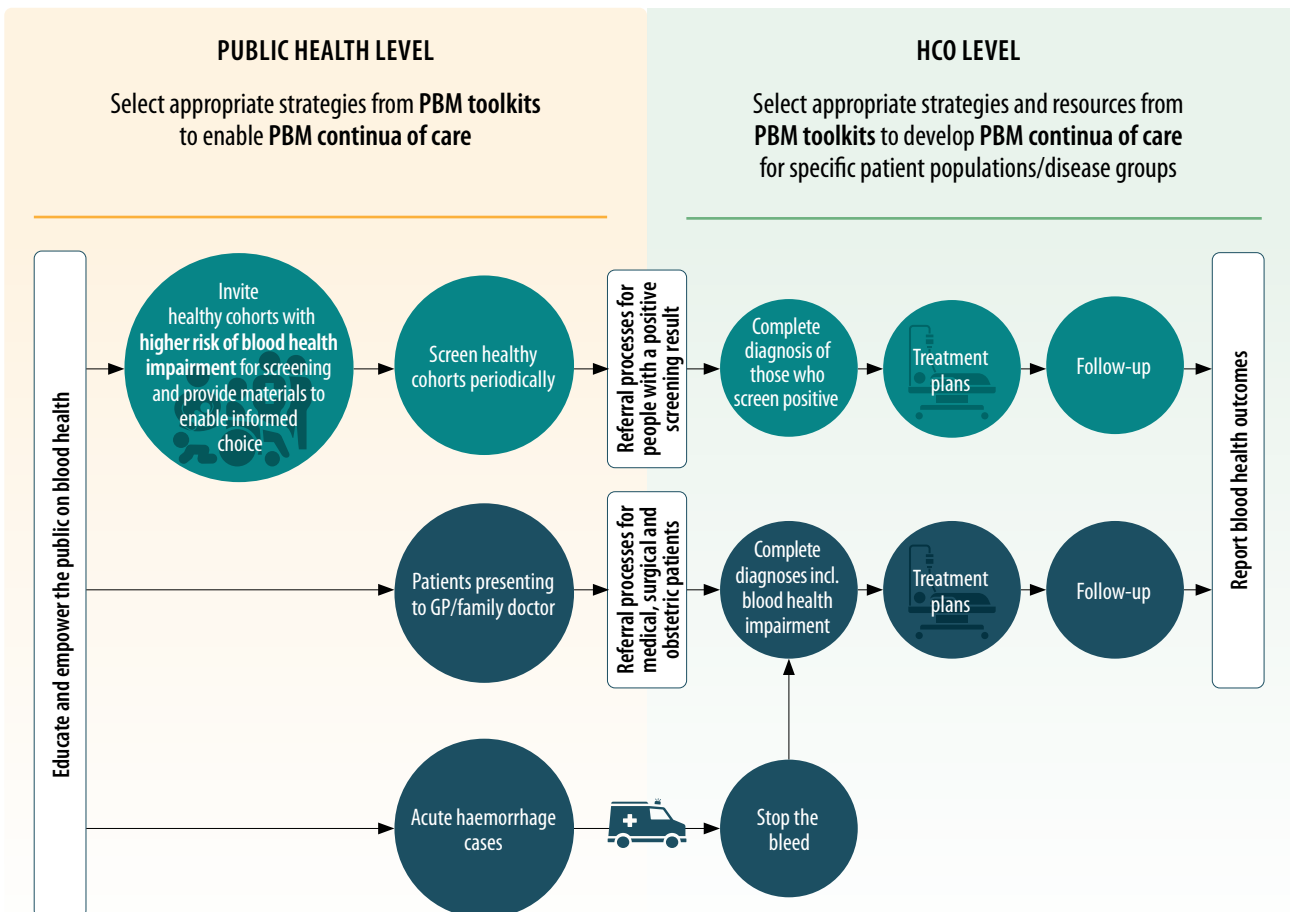 PUBLIC HEALTH LEVEL
Select appropriate strategies from PBM toolkits
to enable PBM continua of care
HCO LEVEL
Select appropriate strategies and resources from
PBM toolkits to develop PBM continua of care
for specific patient populations/disease groups
Educate and empower the public on blood health
Invite
healthy cohorts with
higher risk of blood health
impairment for screening
and provide materials to
enable informed
choice
Screen healthy
cohorts periodically
Referral processes for
people with a positive
screening result
Complete
diagnosis of
those who
screen positive
Treatment
plans
Follow-up
Patients presenting
to GP/family doctor
Referral processes for
medical, surgical and
obstetric patients
Complete
diagnoses incl.
blood health
impairment
Treatment
plans
Follow-up
Acute haemorrhage
cases
Stop the
bleed
Report blood health outcomes